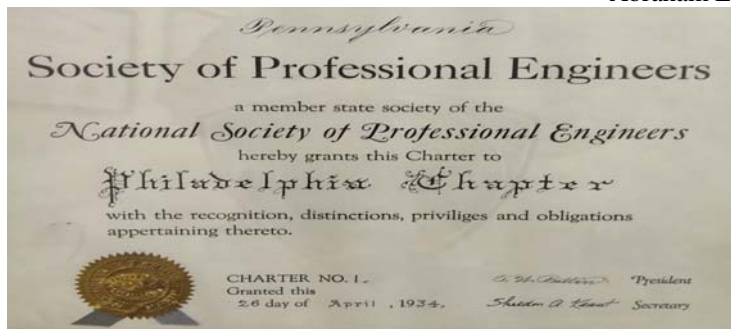 Abraham
Pennsylvania
Society of Professional Engineers
a member state society of the
National Society of Professional Engineers
hereby grants this Charter to
Philadelphia Chapter
with the recognition, distinctions, priviliges and obligations
appertaining thereto.
CHARTER NO. 1.
Granted this
26 day of April , 1934.
President
Secretary